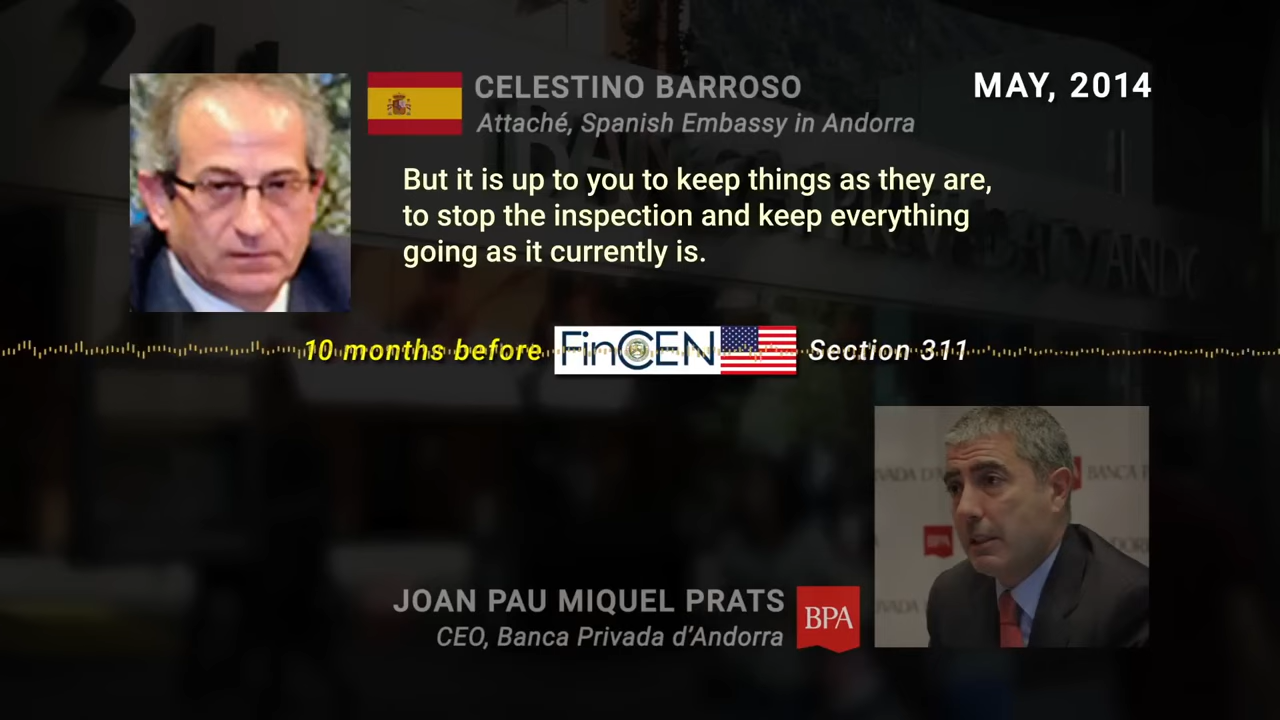 CELESTINO BARROSO
MAY, 2014
Attaché, Spanish Embassy in Andorra
But it is up to you to keep things as they are,
to stop the inspection and keep everything
going as it currently is.
10 months before FinCEN Section 311
JOAN PAU MIQUEL PRATS
BPA
CEO, Banca Privada d’Andorra
BPA